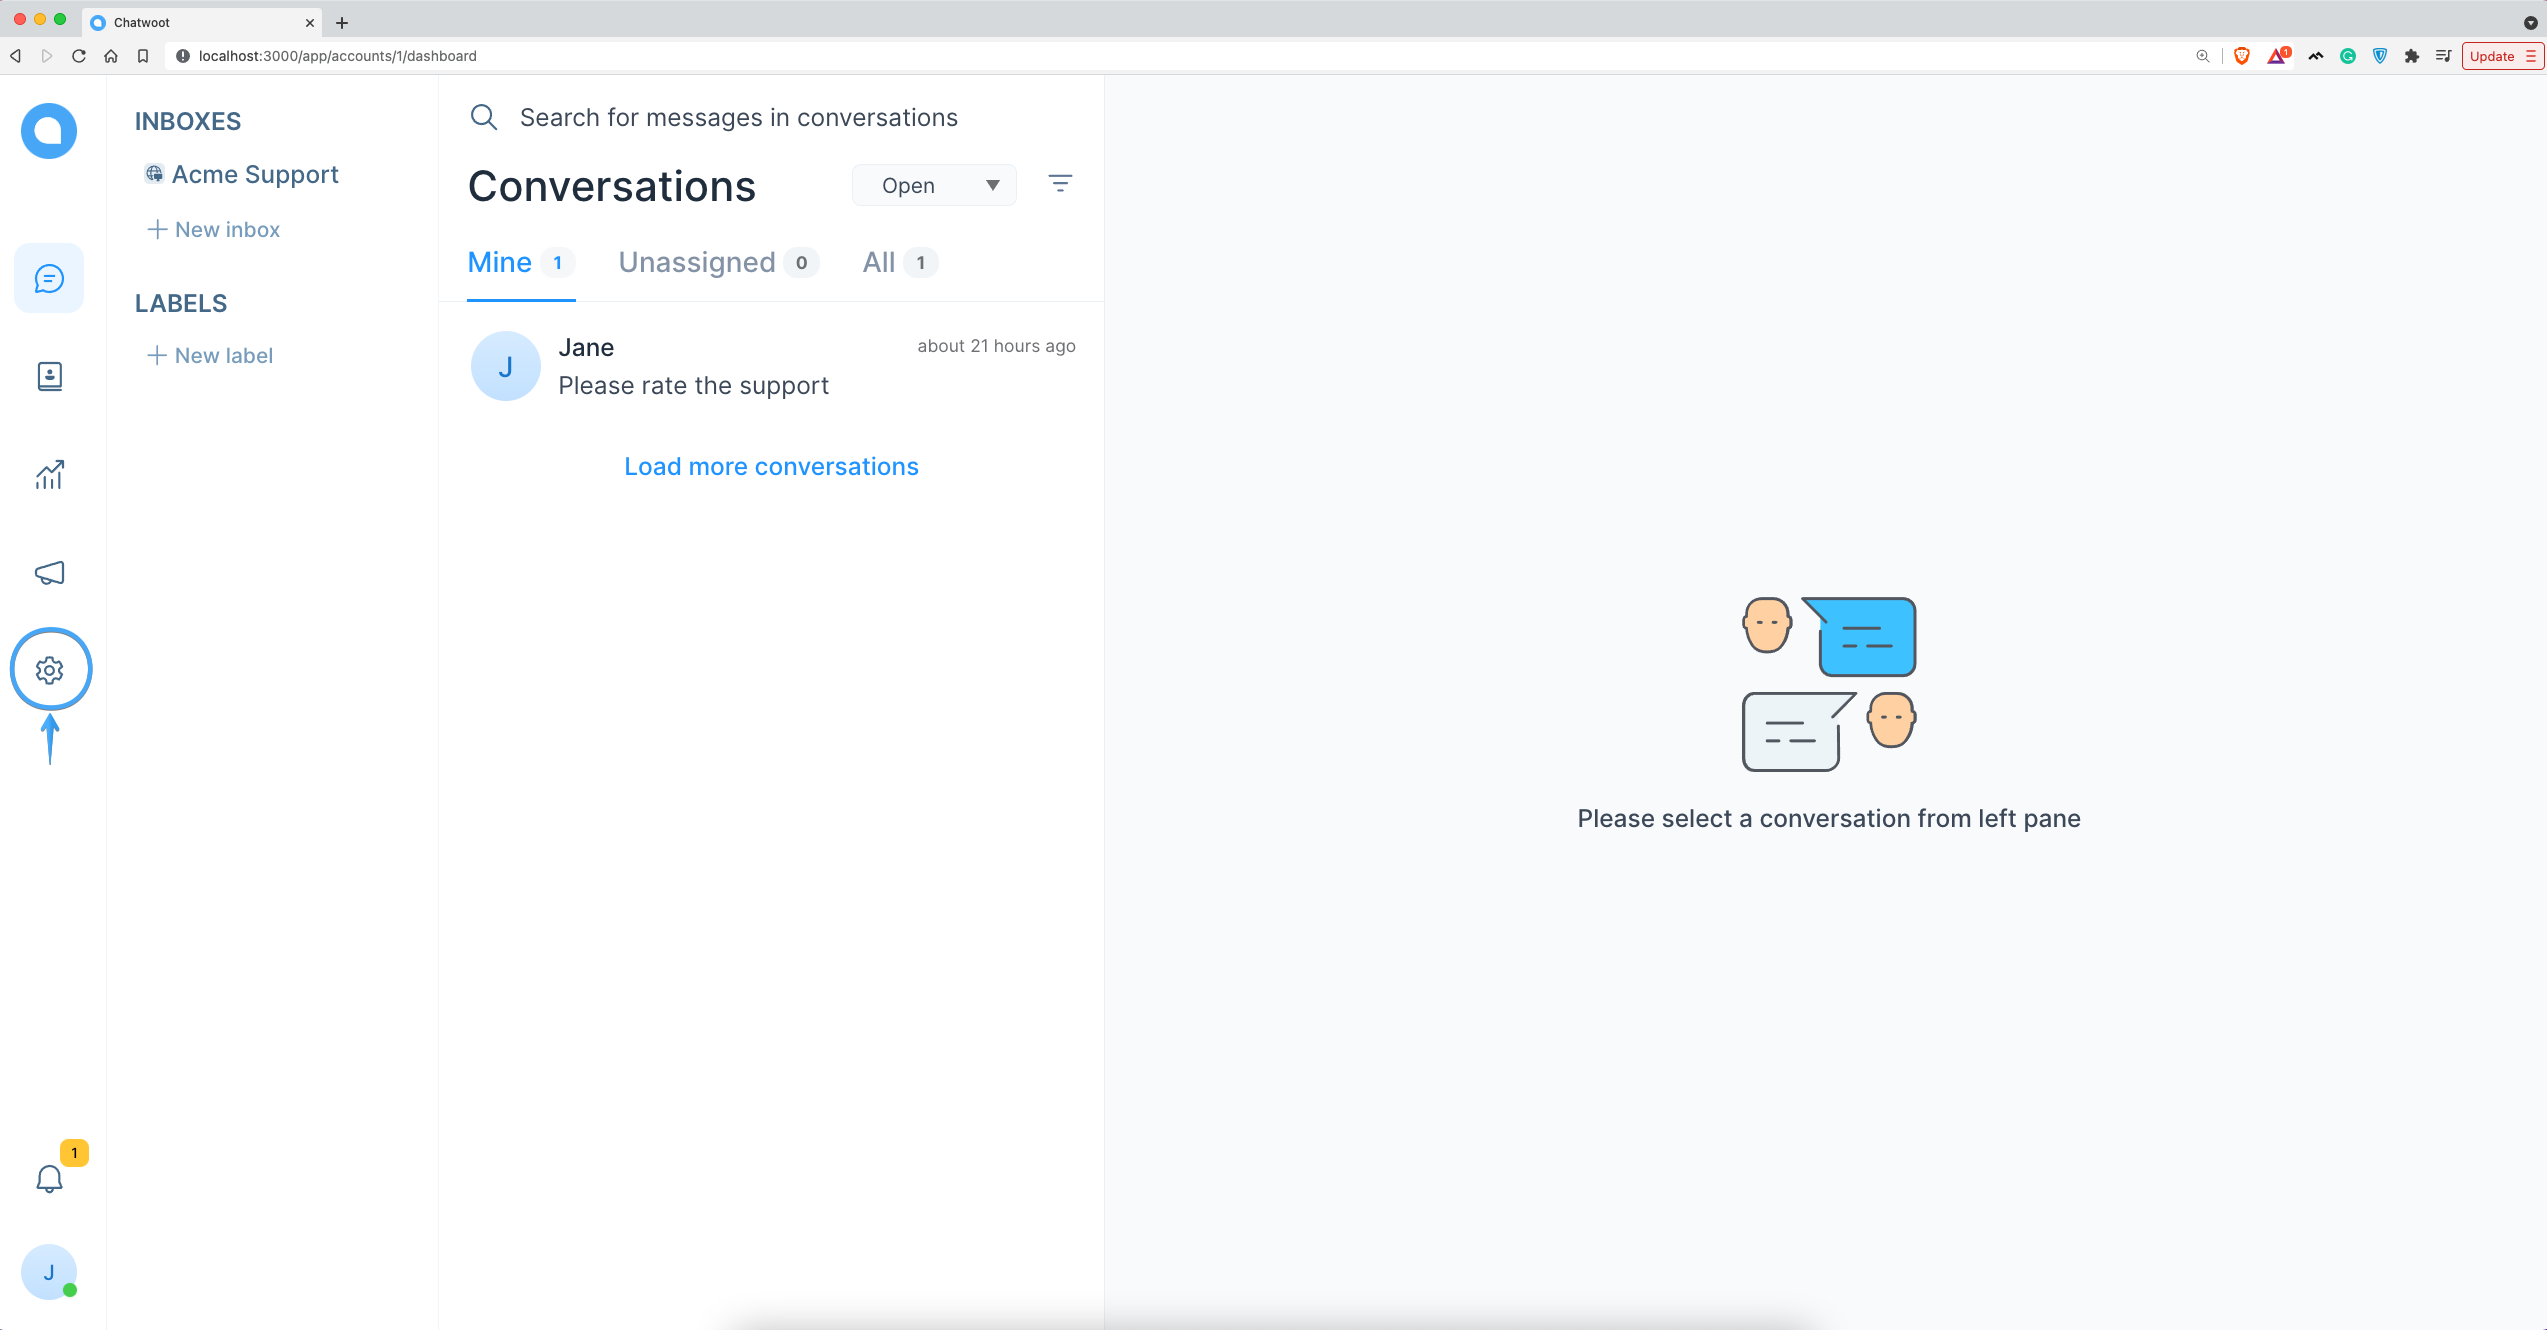 Chatwoot
localhost:3000/app/accounts/1/dashboard
1
Update
INBOXES
Acme Support
New inbox
LABELS
New label
Search for messages in conversations
Conversations
Open
Mine 1
Unassigned 0
All 1
J
Jane
about 21 hours ago
Please rate the support
Load more conversations
Please select a conversation from left pane
1
J